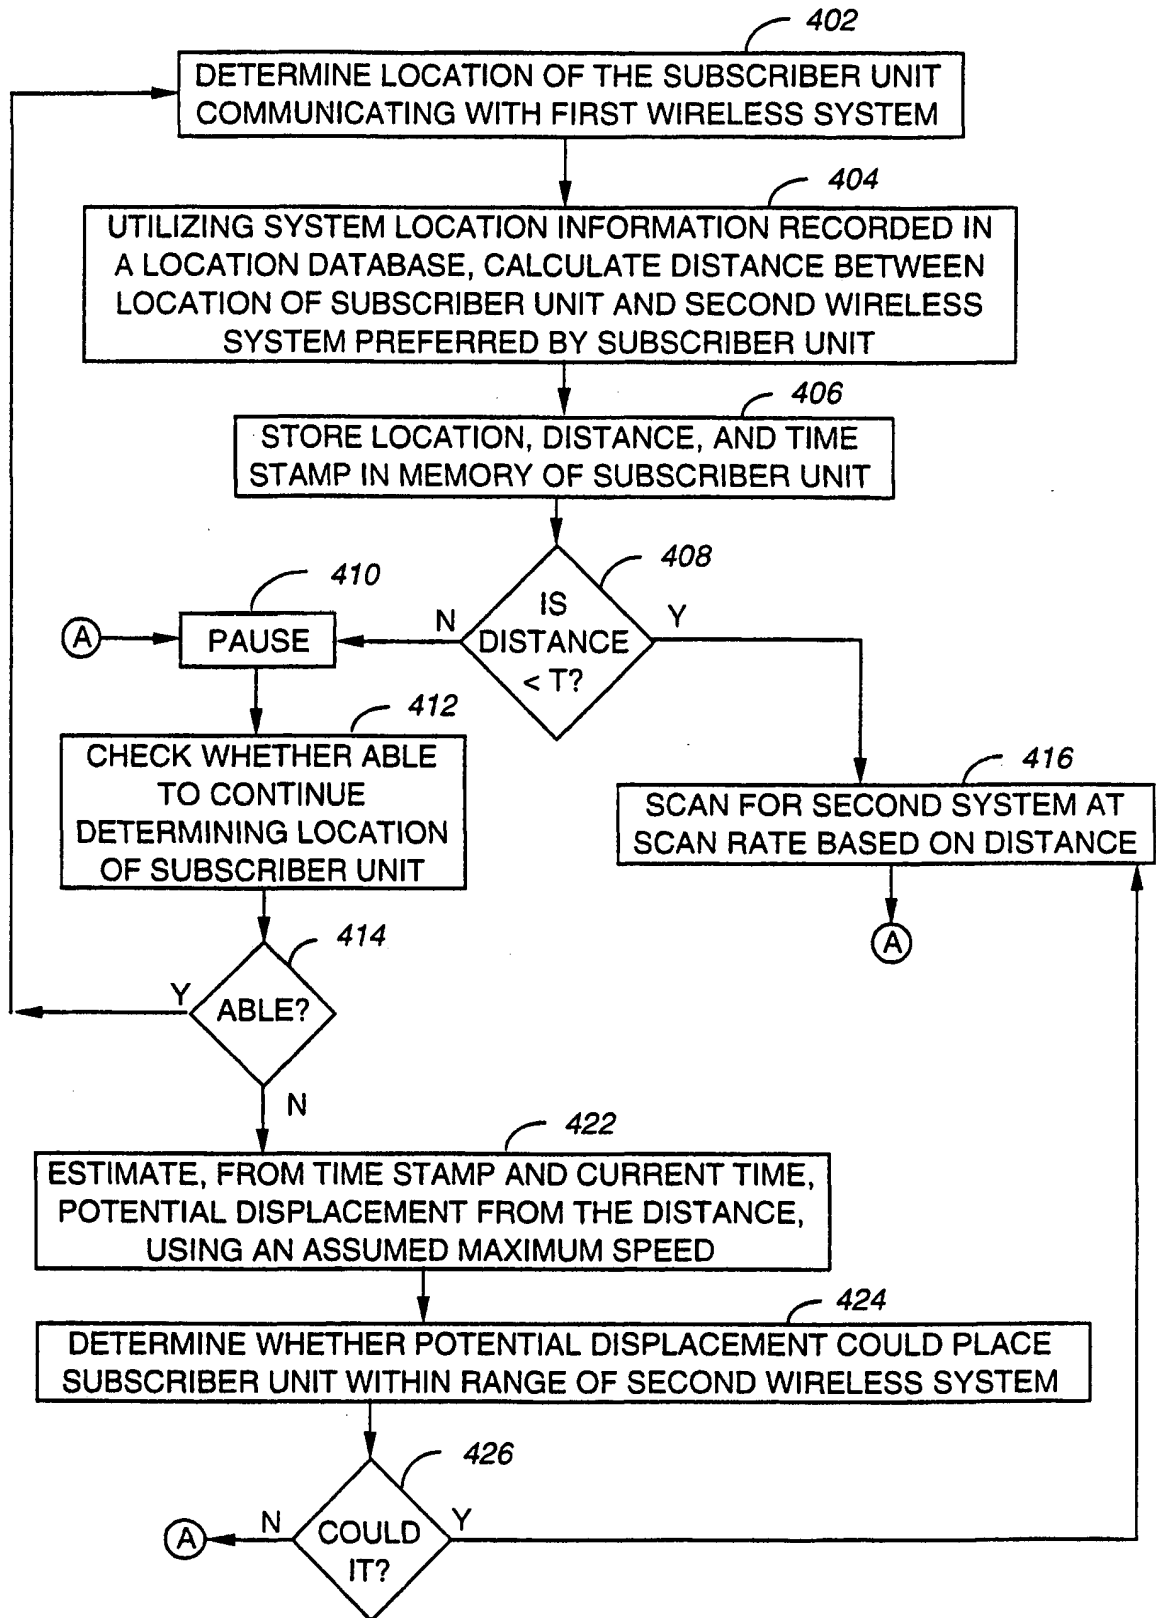 402
DETERMINE LOCATION OF THE SUBSCRIBER UNIT
COMMUNICATING WITH FIRST WIRELESS SYSTEM
404
UTILIZING SYSTEM LOCATION INFORMATION RECORDED IN
A LOCATION DATABASE, CALCULATE DISTANCE BETWEEN
LOCATION OF SUBSCRIBER UNIT AND SECOND WIRELESS
SYSTEM PREFERRED BY SUBSCRIBER UNIT
406
STORE LOCATION, DISTANCE, AND TIME
STAMP IN MEMORY OF SUBSCRIBER UNIT
408
IS
DISTANCE
< T?
N
Y
410
A
PAUSE
412
CHECK WHETHER ABLE
TO CONTINUE
DETERMINING LOCATION
OF SUBSCRIBER UNIT
416
SCAN FOR SECOND SYSTEM AT
SCAN RATE BASED ON DISTANCE
A
414
Y
ABLE?
N
422
ESTIMATE, FROM TIME STAMP AND CURRENT TIME,
POTENTIAL DISPLACEMENT FROM THE DISTANCE,
USING AN ASSUMED MAXIMUM SPEED
424
DETERMINE WHETHER POTENTIAL DISPLACEMENT COULD PLACE
SUBSCRIBER UNIT WITHIN RANGE OF SECOND WIRELESS SYSTEM
426
A
N
COULD
IT?
Y